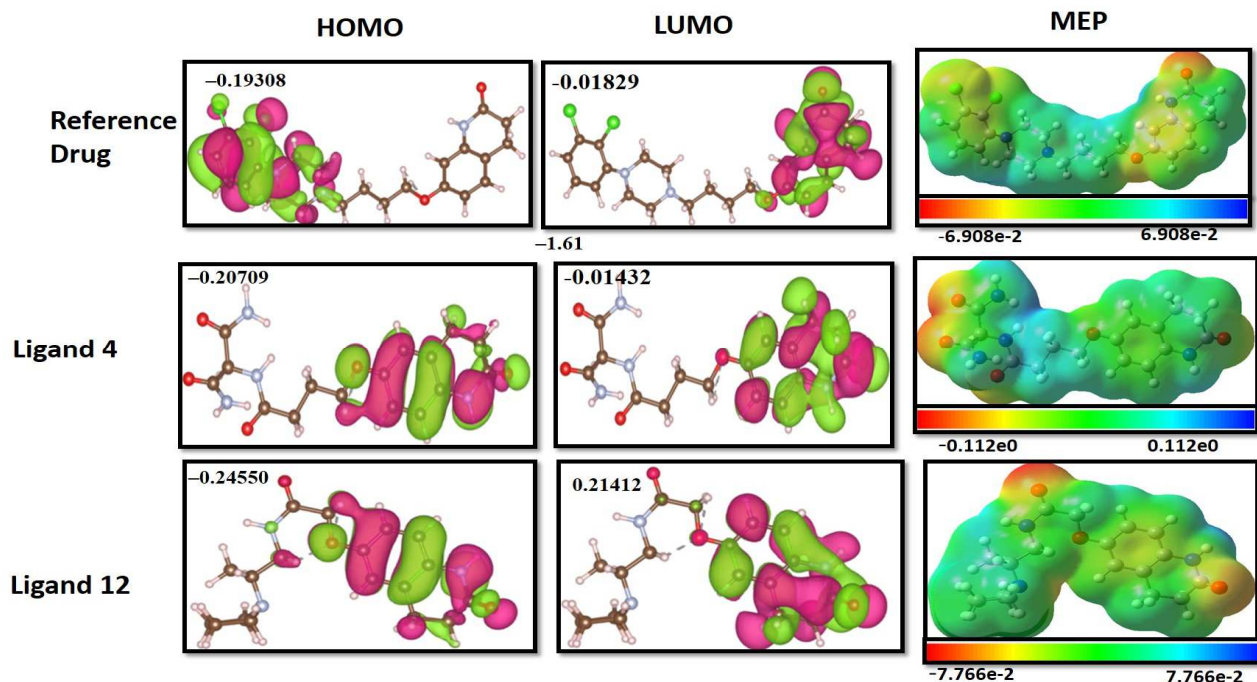 HOMO LUMO MEP
Reference
Drug
–0.19308
-0.01829
-6.908e-2 6.908e-2
–1.61
Ligand 4
–0.20709
-0.01432
-0.112e0 0.112e0
Ligand 12
–0.24550
0.21412
-7.766e-2 7.766e-2